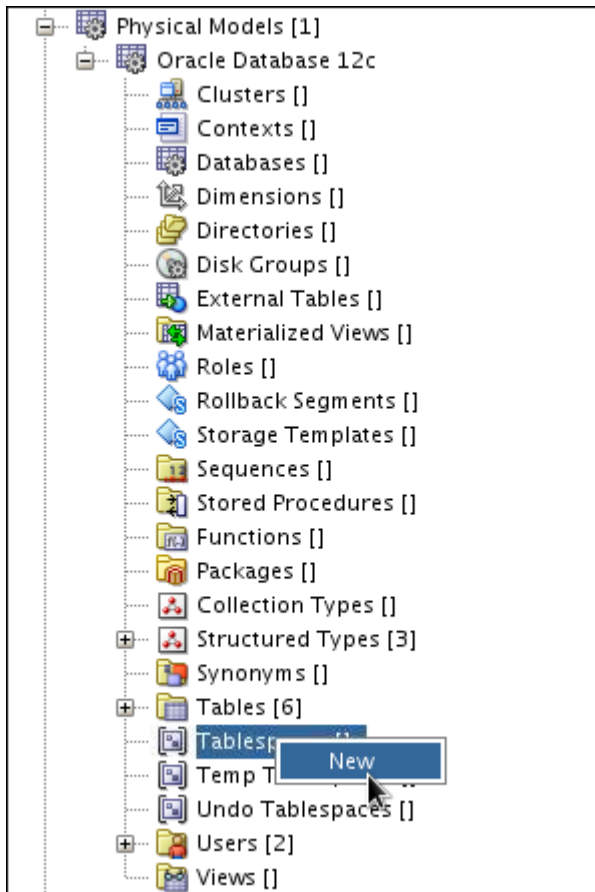 Physical Models [1]
Oracle Database 12c
Clusters []
Contexts []
Databases []
Dimensions []
Directories []
Disk Groups []
External Tables []
Materialized Views []
Roles []
Rollback Segments []
Storage Templates []
Sequences []
Stored Procedures []
Functions []
Packages []
Collection Types []
Structured Types [3]
Synonyms []
Tables [6]
Tablesp
New
Temp T
Undo Tablespaces []
Users [2]
Views []